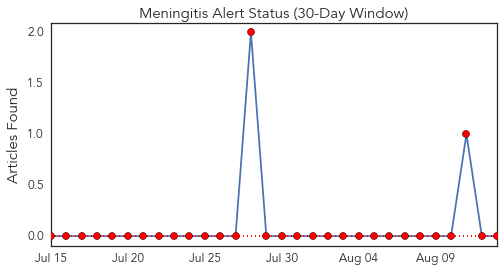 Meningitis Alert Status (30-Day Window)
Articles Found
2.0
1.5
1.0
0.5
0.0
Jul 15 Jul 20 Jul 25 Jul 30 Aug 04 Aug 09